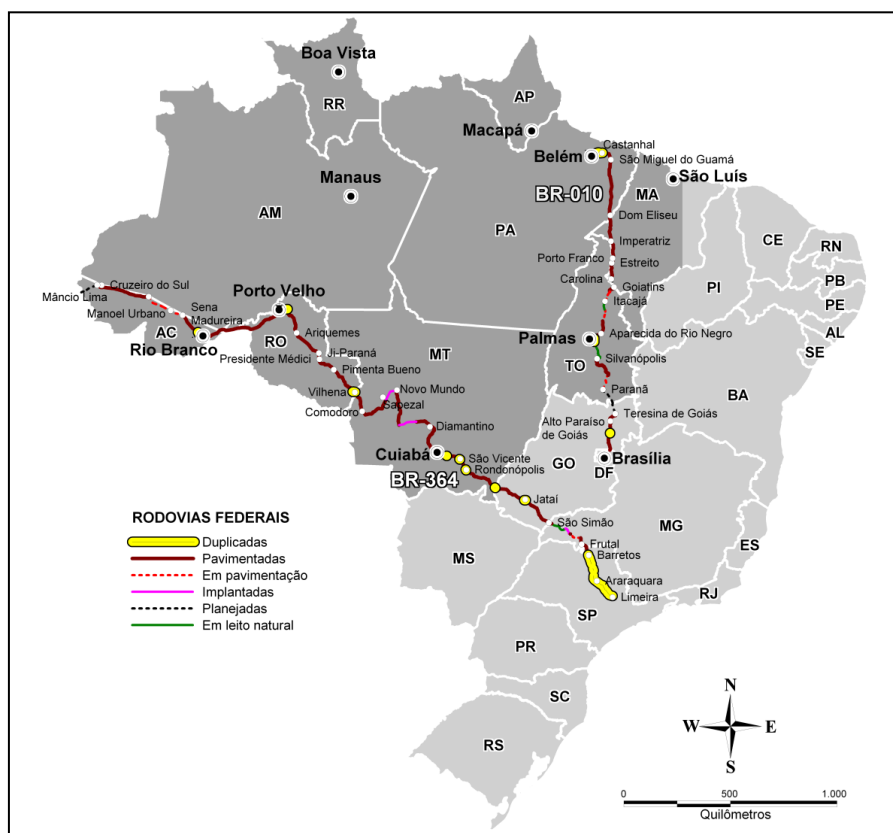 Boa Vista
RR
AP
Macapá
Castanhal
Belém
São Miguel do Guamá
São Luís
Manaus
BR-010
MA
AM
PA
Dom Eliseu
CE
RN
Imperatriz
Porto Franco
Estreito
PI
PB
Carolina
Goiatins
Cruzeiro do Sul
Mâncio Lima
Itacajá
PE
Manoel Urbano
Sena
Madureira
Porto Velho
AL
AC
Rio Branco
RO
Ariquemes
Palmas
Aparecida do Rio Negro
SE
Ji-Paraná
Presidente Médici
MT
TO
Silvanópolis
Pimenta Bueno
Vilhena
Novo Mundo
Sapezal
Paranã
BA
Comodoro
Teresina de Goiás
Diamantino
Alto Paraíso
de Goiás
Cuiabá
São Vicente
GO
DF
Brasília
Rondonópolis
BR-364
Jataí
MG
São Simão
RODOVIAS FEDERAIS
Duplicadas
Pavimentadas
Em pavimentação
Implantadas
Planejadas
Em leito natural
MS
Frutal
Barretos
ES
Araraquara
RJ
Limeira
SP
PR
SC
RS
N
W
E
S
0
500
1.000
Quilômetros